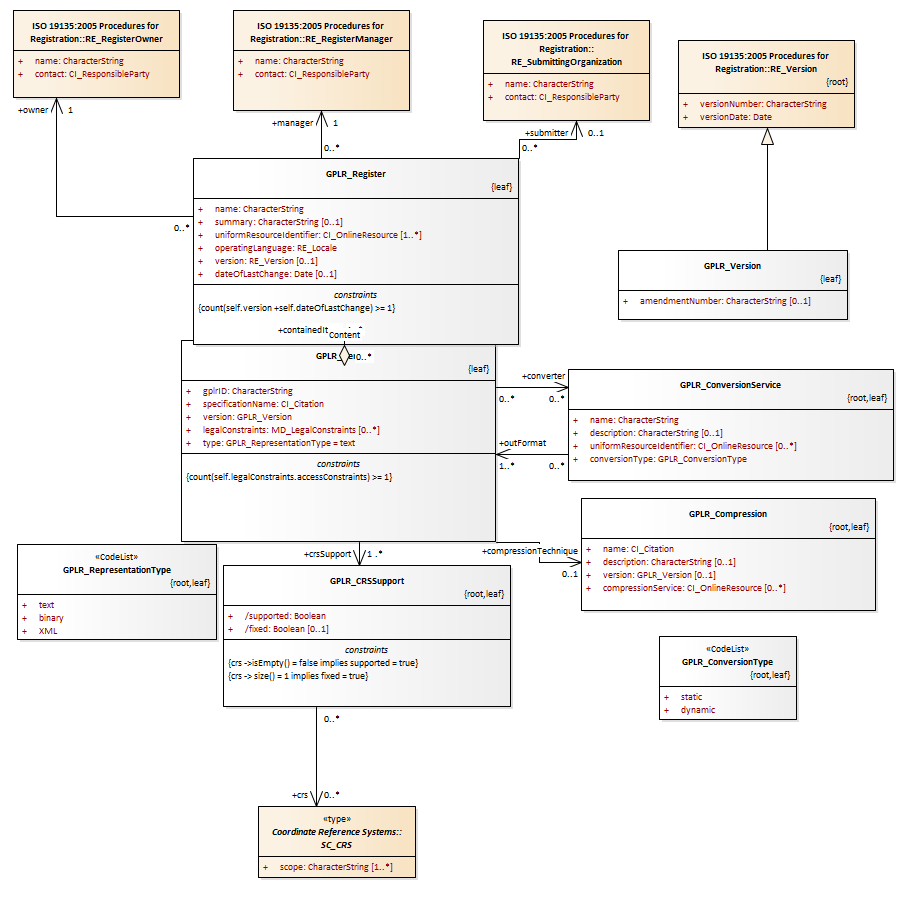 ISO 19135:2005 Procedures for
Registration::RE_RegisterOwner
+ name: CharacterString
+ contact: CI_ResponsibleParty
ISO 19135:2005 Procedures for
Registration::RE_RegisterManager
+ name: CharacterString
+ contact: CI_ResponsibleParty
ISO 19135:2005 Procedures for
Registration::
RE_SubmittingOrganization
+ name: CharacterString
+ contact: CI_ResponsibleParty
ISO 19135:2005 Procedures for
Registration::RE_Version
{root}
+ versionNumber: CharacterString
+ versionDate: Date
+owner 1
+manager 1
+submitter 0..1
0..*
0..*
0..*
GPLR_Register
{leaf}
+ name: CharacterString
+ summary: CharacterString [0..1]
+ uniformResourceIdentifier: CI_OnlineResource [1..*]
+ operatingLanguage: RE_Locale
+ version: RE_Version [0..1]
+ dateOfLastChange: Date [0..1]
constraints
{count(self.version +self.dateOfLastChange) >= 1}
+containedIt
Content
0..*
GPLR_Version
{leaf}
+ amendmentNumber: CharacterString [0..1]
GPLR_
{leaf}
+ gplrID: CharacterString
+ specificationName: CI_Citation
+ version: GPLR_Version
+ legalConstraints: MD_LegalConstraints [0..*]
+ type: GPLR_RepresentationType = text
constraints
{count(self.legalConstraints.accessConstraints) >= 1}
+converter
0..* 0..*
+outFormat
1..* 0..*
GPLR_ConversionService
{root,leaf}
+ name: CharacterString
+ description: CharacterString [0..1]
+ uniformResourceIdentifier: CI_OnlineResource [0..*]
+ conversionType: GPLR_ConversionType
GPLR_Compression
{root,leaf}
+ name: CI_Citation
+ description: CharacterString [0..1]
+ version: GPLR_Version [0..1]
+ compressionService: CI_OnlineResource [0..*]
+compressionTechnique
0..1
+crsSupport 1..*
«CodeList»
GPLR_RepresentationType
{root,leaf}
+ text
+ binary
+ XML
GPLR_CRSSupport
{root,leaf}
+ /supported: Boolean
+ /fixed: Boolean [0..1]
constraints
{crs ->isEmpty() = false implies supported = true}
{crs -> size() = 1 implies fixed = true}
«CodeList»
GPLR_ConversionType
{root,leaf}
+ static
+ dynamic
0..*
+crs 0..*
«type»
Coordinate Reference Systems::
SC_CRS
+ scope: CharacterString [1..*]